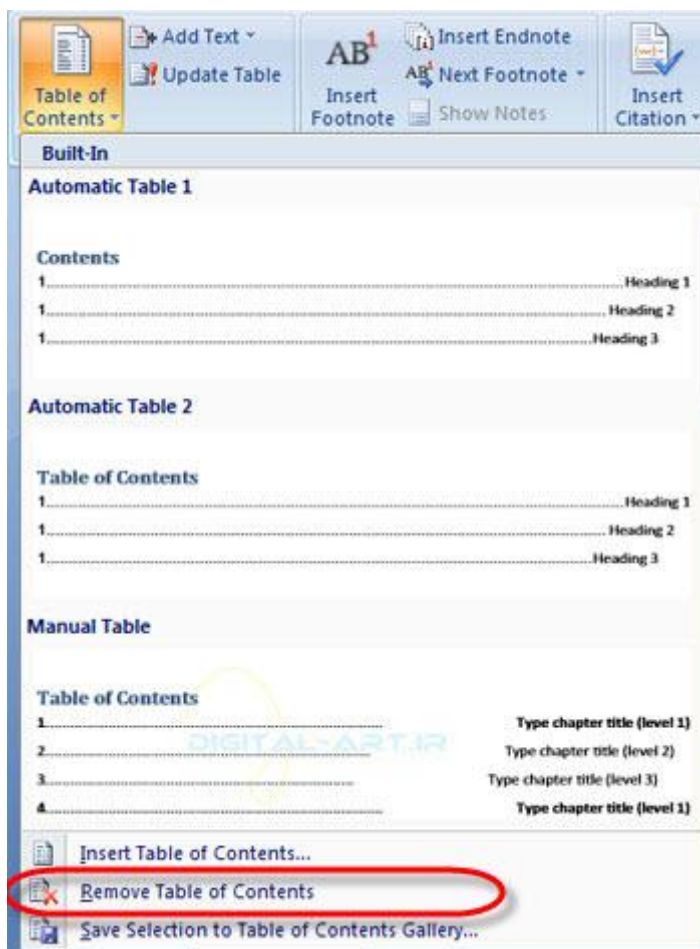 Add Text
Update Table
Table of
Contents
AB1
Insert
Footnote
Insert Endnote
AB1 Next Footnote
Show Notes
Insert
Citation
Built-In
Automatic Table 1
Contents
1........Heading 1
1........Heading 2
1........Heading 3
Automatic Table 2
Table of Contents
1........Heading 1
1........Heading 2
1........Heading 3
Manual Table
Table of Contents
1........Type chapter title (level 1)
2........Type chapter title (level 2)
3........Type chapter title (level 3)
4........Type chapter title (level 1)
DIGITAL-ART.IR
Insert Table of Contents...
Remove Table of Contents
Save Selection to Table of Contents Gallery...